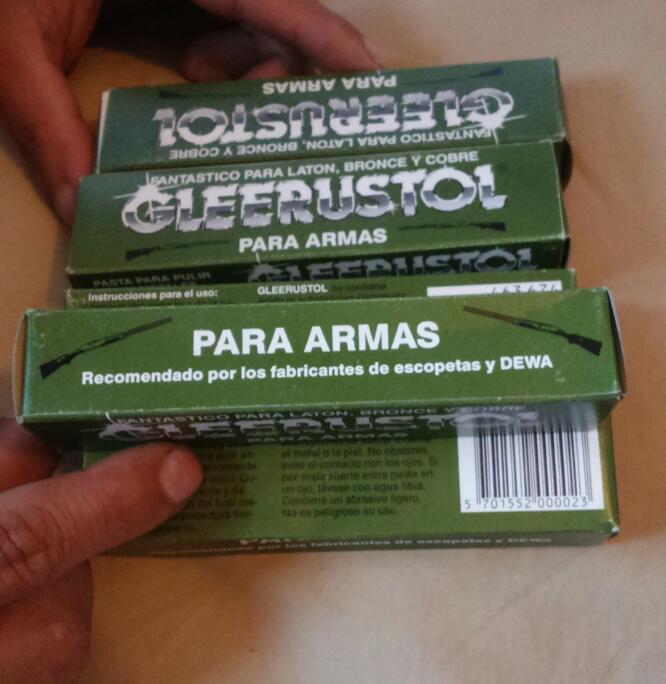 PARA ARMAS
GLEERUSTOL
FANTASTICO PARA LATON, BRONCE Y COBRE
FANTASTICO PARA LATON, BRONCE Y COBRE
GLEERUSTOL
PARA ARMAS
PASTA PARA PULIR
GLEERUSTOL
Instrucciones para el uso:
GLEERUSTOL no contiene
PARA ARMAS
Recomendado por los fabricantes de escopetas y DEWA
FANTASTICO PARA LATON, BRONCE Y COBRE
GLEERUSTOL
PARA ARMAS
el metal o la piel. No obstante,
evite el contacto con los ojos. Si
por mala suerte entra pasta en
un ojo, lávese con agua tibia.
Contiene un abrasivo ligero.
No es peligroso su uso.
5 701552 000023
Recomendado por los fabricantes de escopetas y DEWA